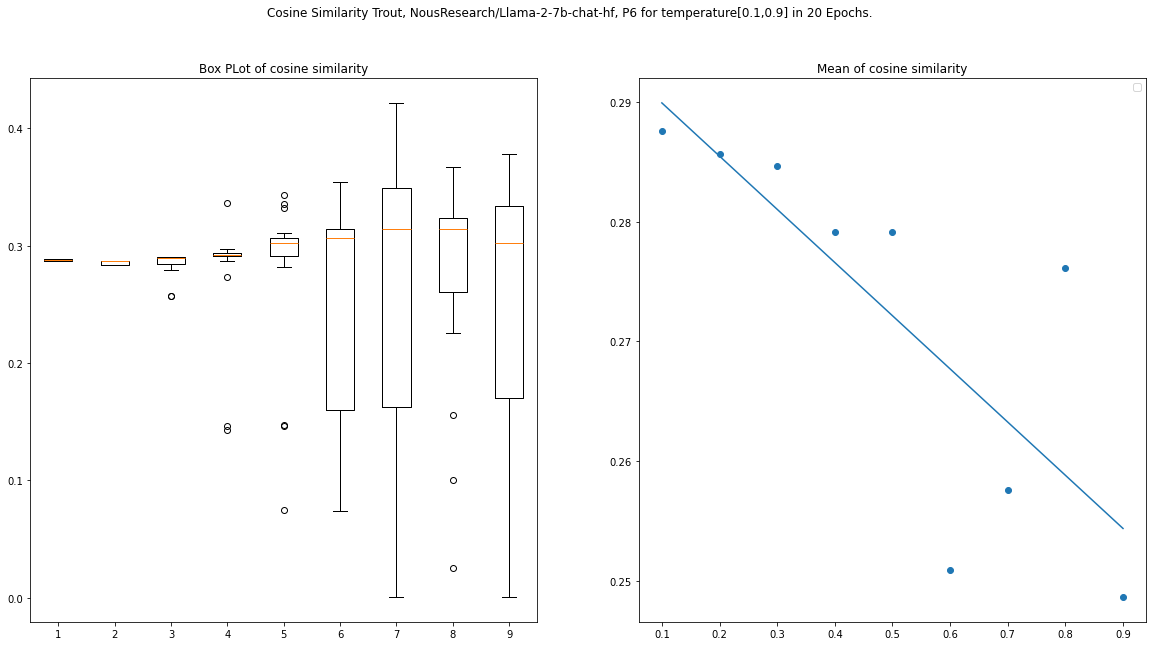 Cosine Similarity Trout, NousResearch/Llama-2-7b-chat-hf, P6 for temperature[0.1,0.9] in 20 Epochs.
Box PLot of cosine similarity
0.4
0.3
0.2
0.1
0.0
1 2 3 4 5 6 7 8 9
Mean of cosine similarity
0.29
0.28
0.27
0.26
0.25
0.1 0.2 0.3 0.4 0.5 0.6 0.7 0.8 0.9